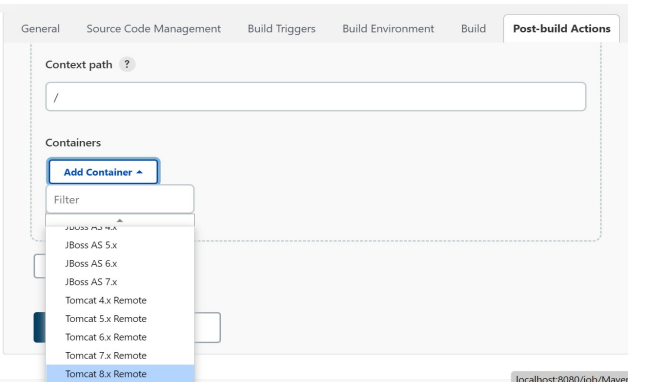 General Source Code Management Build Triggers Build Environment Build Post-build Actions
Context path ?
/
Containers
Add Container
Filter
JBoss AS 4.x
JBoss AS 5.x
JBoss AS 6.x
JBoss AS 7.x
Tomcat 4.x Remote
Tomcat 5.x Remote
Tomcat 6.x Remote
Tomcat 7.x Remote
Tomcat 8.x Remote
localhost:8080/job/Maven